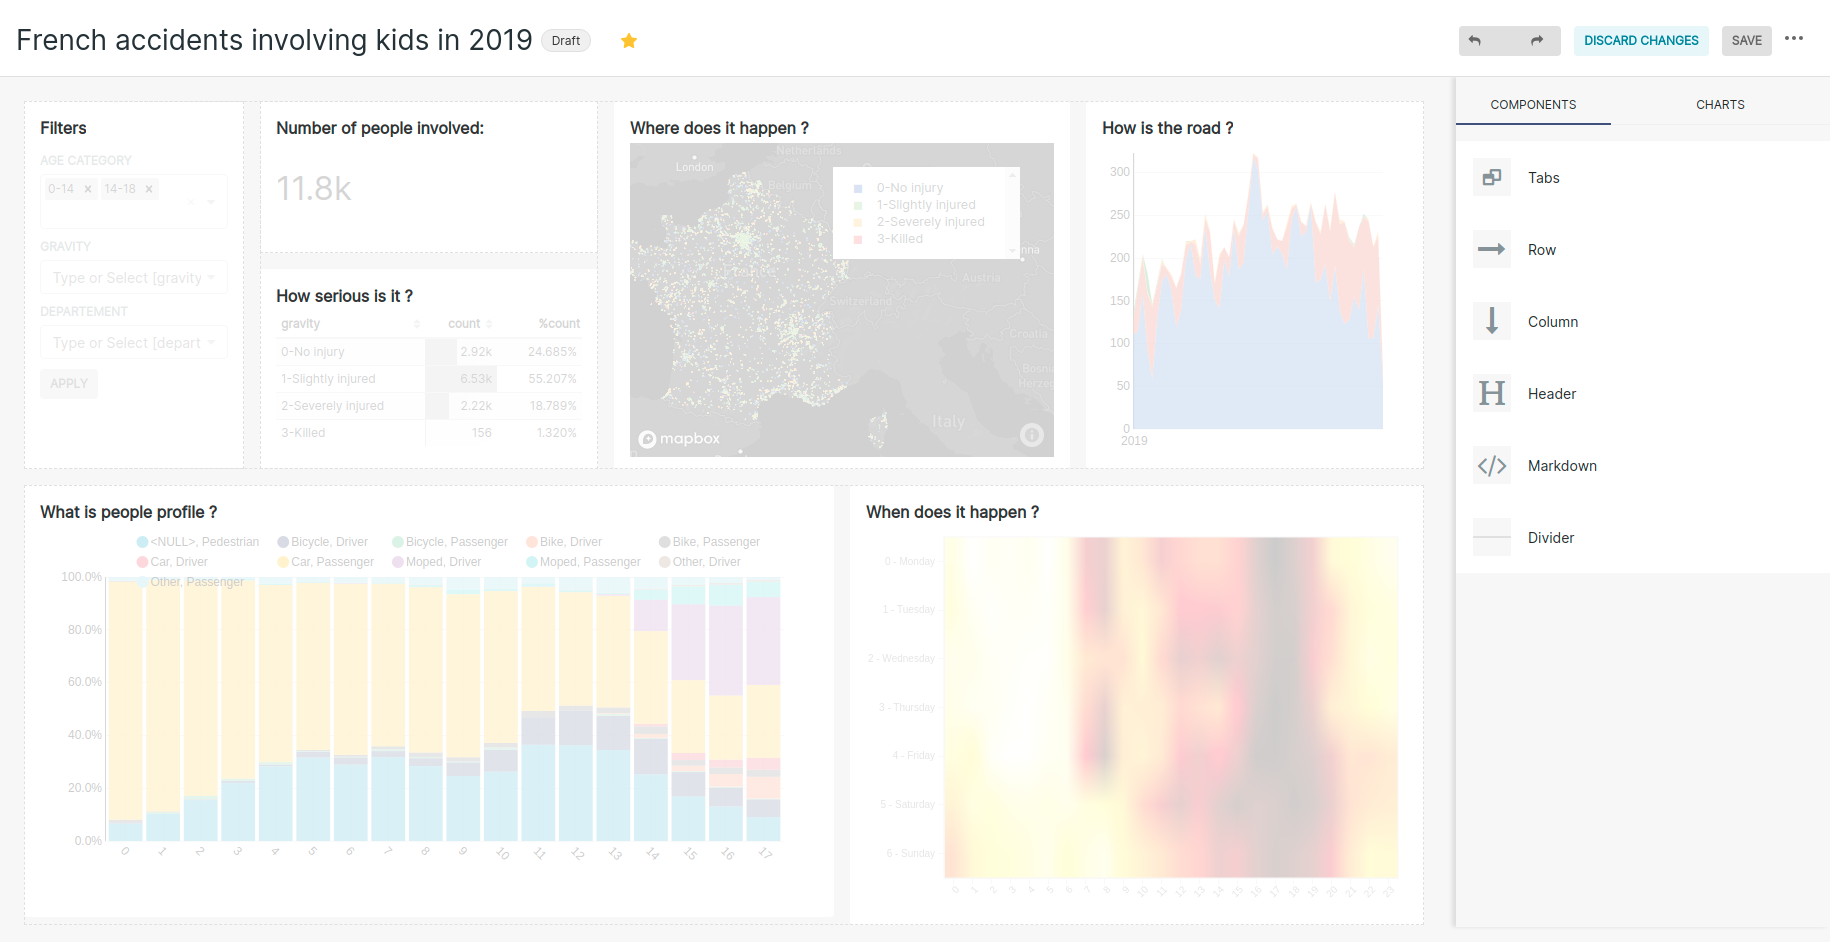 French accidents involving kids in 2019
Draft
DISCARD CHANGES
SAVE
Filters
AGE CATEGORY
0-14 ×
14-18 ×
GRAVITY
Type or Select [gravity
DEPARTEMENT
Type or Select [depart
APPLY
Number of people involved:
11.8k
How serious is it ?
gravity count %count
0-No injury 2.92k 24.685%
1-Slightly injured 6.53k 55.207%
2-Severely injured 2.22k 18.789%
3-Killed 156 1.320%
Where does it happen ?
Netherlands
London
Belgium
0-No injury
1-Slightly injured
2-Severely injured
3-Killed
nna
Austria
Switzerland
Croatia
Bosn
Herzeg
Italy
mapbox
How is the road ?
300
250
200
150
100
50
0
2019
What is people profile ?
<NULL>, Pedestrian Bicycle, Driver Bicycle, Passenger Bike, Driver Bike, Passenger
Car, Driver Car, Passenger Moped, Driver Moped, Passenger Other, Driver
Other, Passenger
100.0%
80.0%
60.0%
40.0%
20.0%
0.0%
0 1 2 3 4 5 6 7 8 9 10 11 12 13 14 15 16 17
When does it happen ?
0 - Monday
1 - Tuesday
2 - Wednesday
3 - Thursday
4 - Friday
5 - Saturday
6 - Sunday
0 1 2 3 4 5 6 7 8 9 10 11 12 13 14 15 16 17 18 19 20 21 22 23
COMPONENTS
CHARTS
Tabs
Row
Column
H Header
</> Markdown
Divider